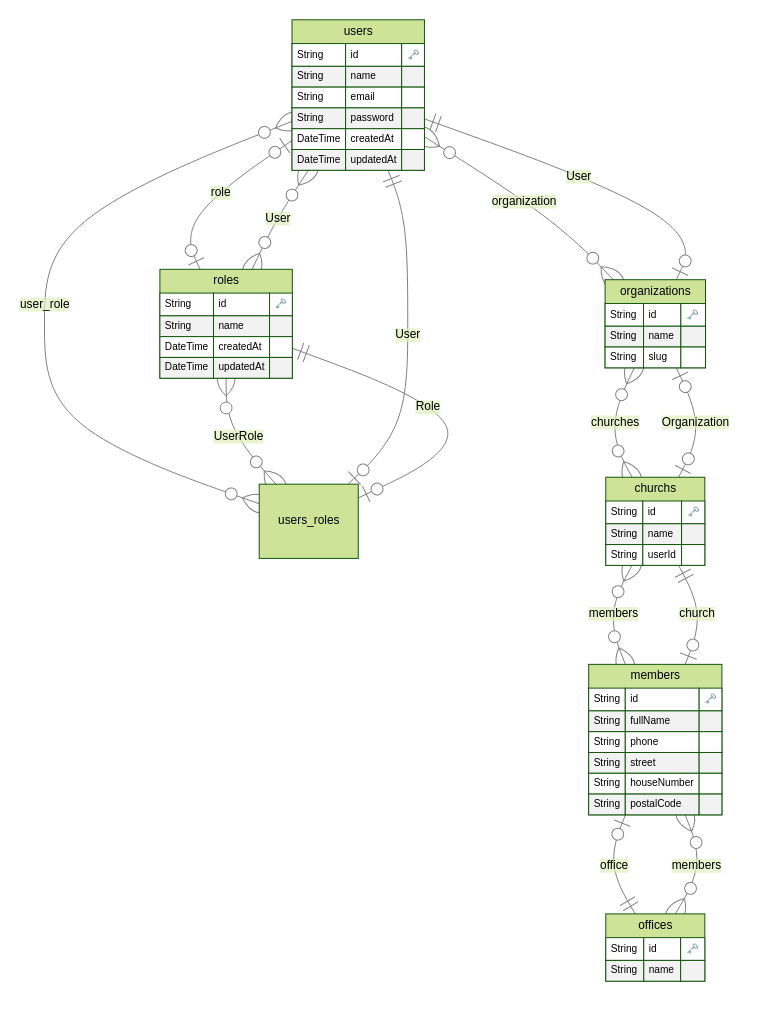 users
String id
String name
String email
String password
DateTime createdAt
DateTime updatedAt
role
User
User
organization
user_role
roles
String id
String name
DateTime createdAt
DateTime updatedAt
organizations
String id
String name
String slug
User
Role
UserRole
churches
Organization
users_roles
churchs
String id
String name
String userId
members
church
members
String id
String fullName
String phone
String street
String houseNumber
String postalCode
office
members
offices
String id
String name